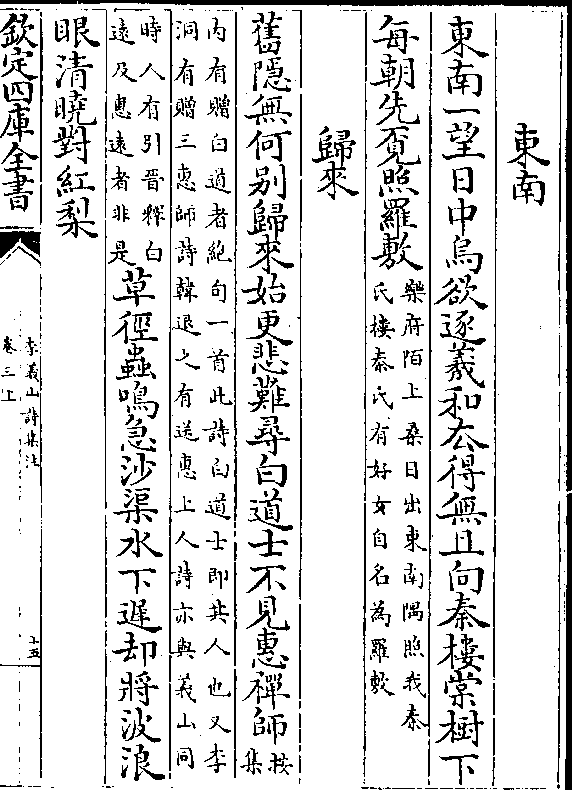 東南
東南一望日中烏欲逐羲和去得無且向秦樓棠樹下
每朝先覓照羅敷樂府陌上桑日出東南隅照我秦
氏樓秦氏有好女自名為羅敷
歸來
舊隠無何别歸來始更悲難尋白道士不見惠禪師按
集
内有贈白道者絶句一首此詩白道士即其人也又李
洞有贈三惠師詩韓退之有送惠上人詩亦與義山同
時人有引晉釋白
遠及惠遠者非是草徑蟲鳴急沙渠水下遲却將波浪
眼清曉對紅梨
欽定四庫全書
李義山詩集注
卷三上
十五